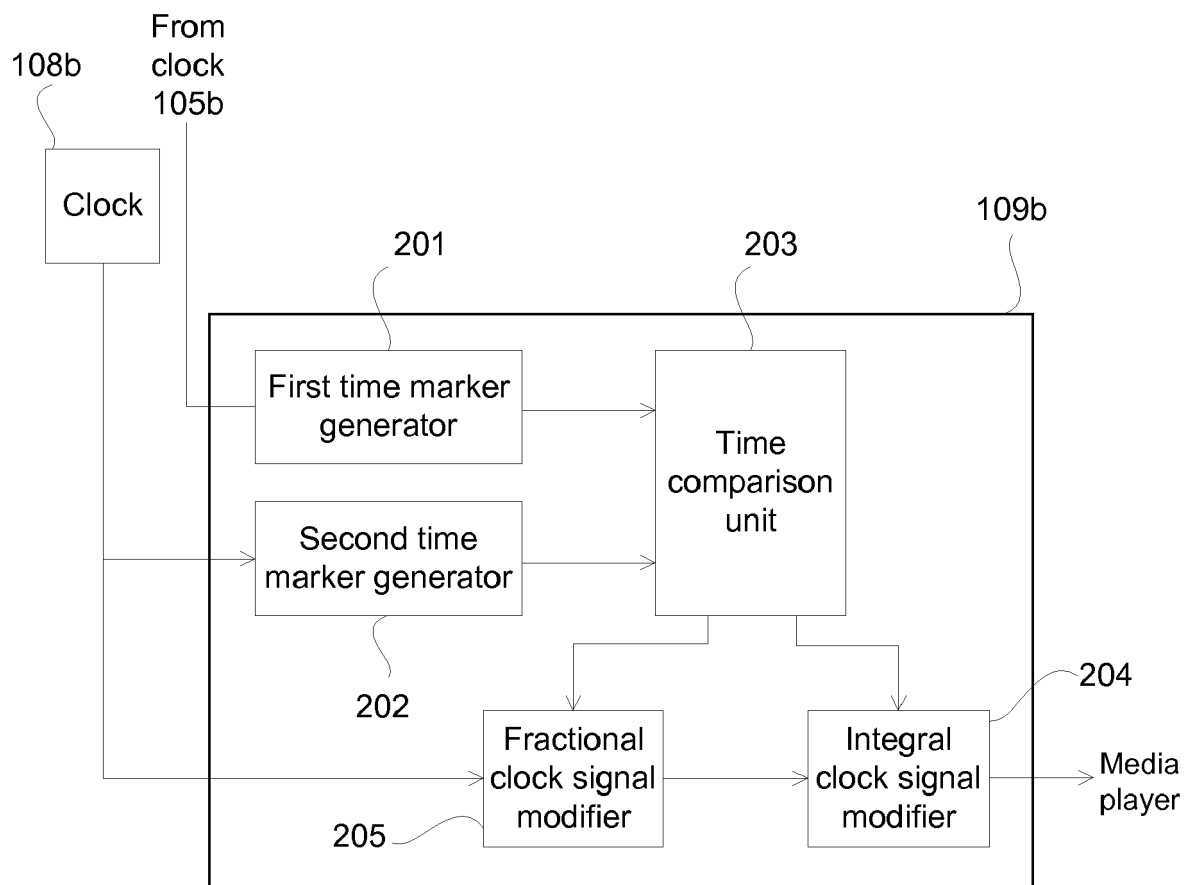 From
clock
105b
108b
Clock
109b
201
203
First time marker
generator
Time
comparison
unit
Second time
marker generator
202
204
Fractional
clock signal
modifier
Integral
clock signal
modifier
Media
player
205